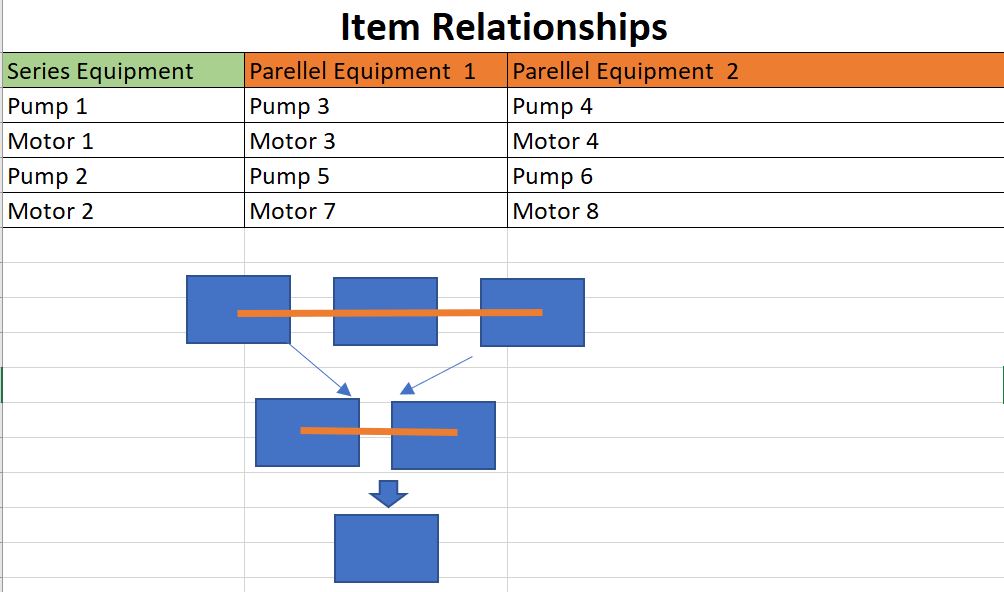 Item Relationships
Series Equipment Parellel Equipment 1 Parellel Equipment 2
Pump 1 Pump 3 Pump 4
Motor 1 Motor 3 Motor 4
Pump 2 Pump 5 Pump 6
Motor 2 Motor 7 Motor 8